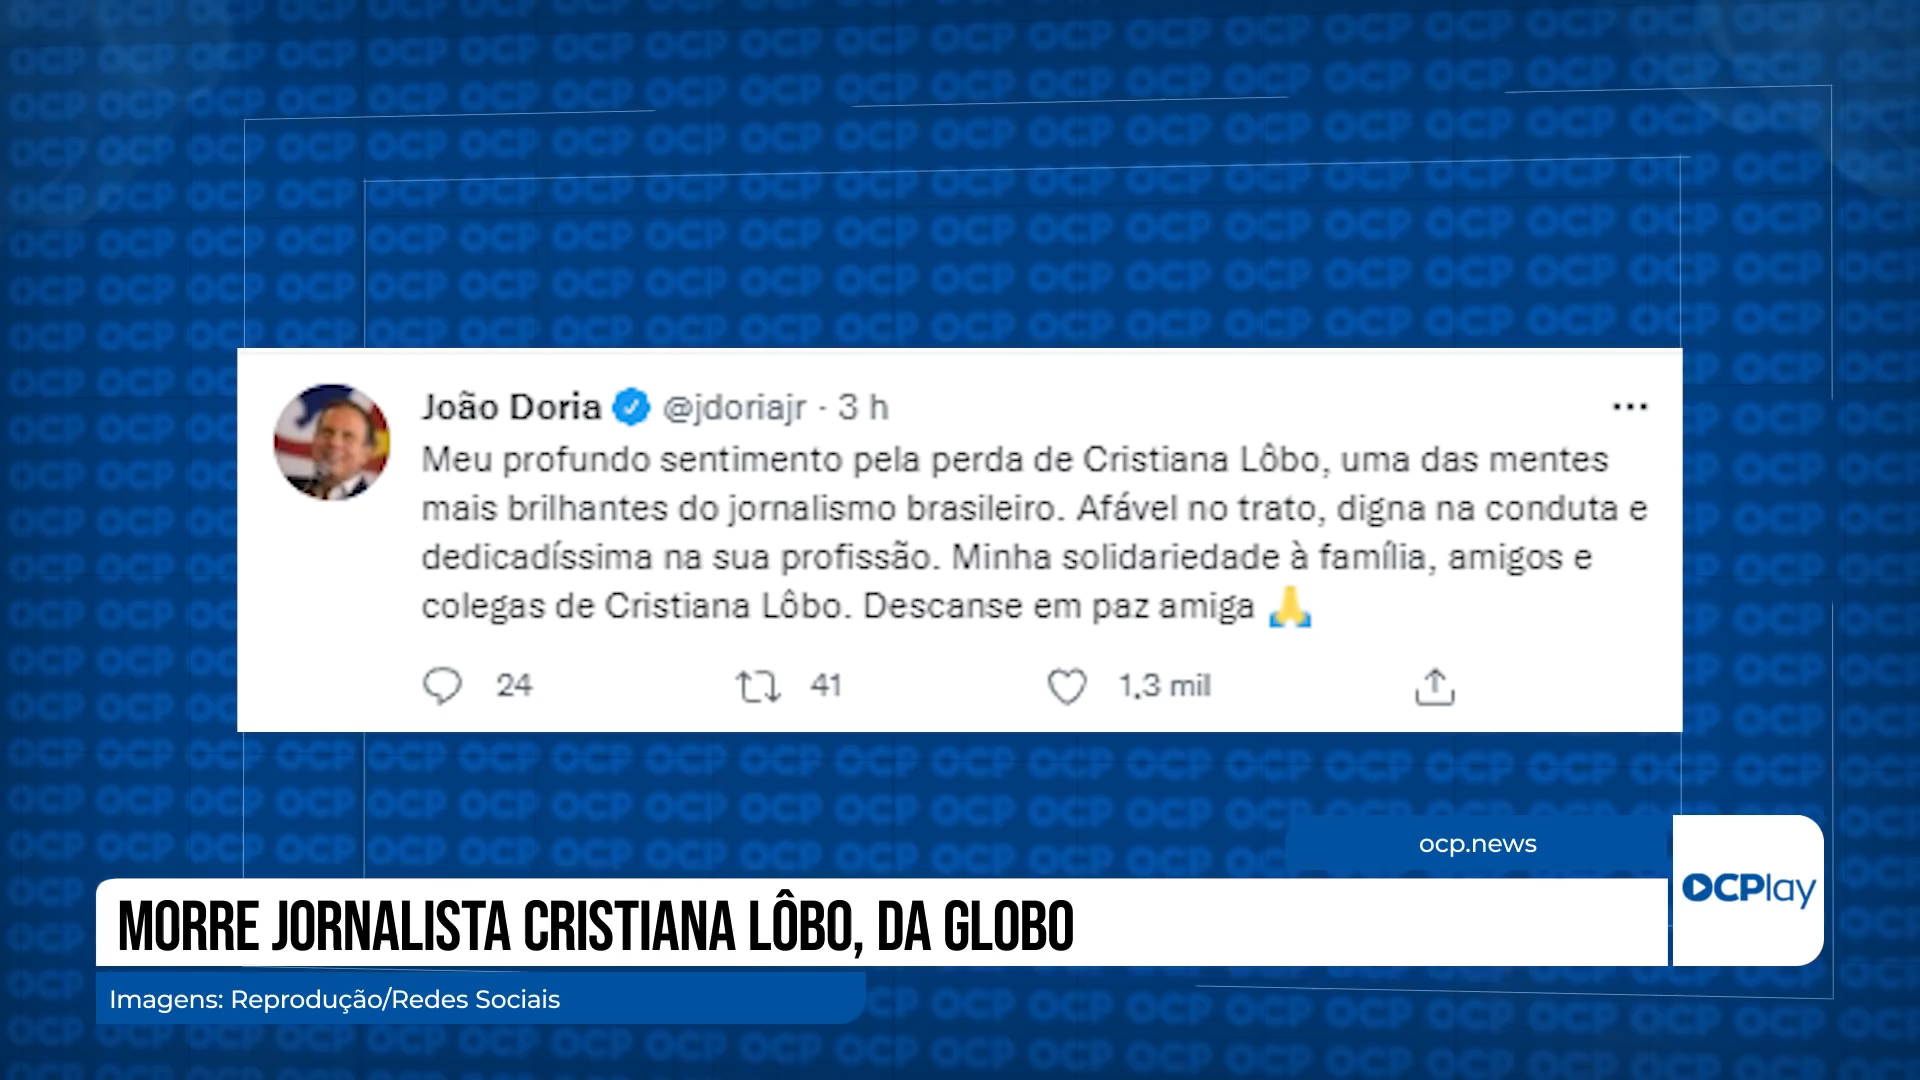 João Doria @jdoriajr · 3 h
Meu profundo sentimento pela perda de Cristiana Lôbo, uma das mentes
mais brilhantes do jornalismo brasileiro. Afável no trato, digna na conduta e
dedicadíssima na sua profissão. Minha solidariedade à família, amigos e
colegas de Cristiana Lôbo. Descanse em paz amiga 🙏
24 41 1,3 mil
ocp.news
OCPlay
MORRE JORNALISTA CRISTIANA LÔBO, DA GLOBO
Imagens: Reprodução/Redes Sociais